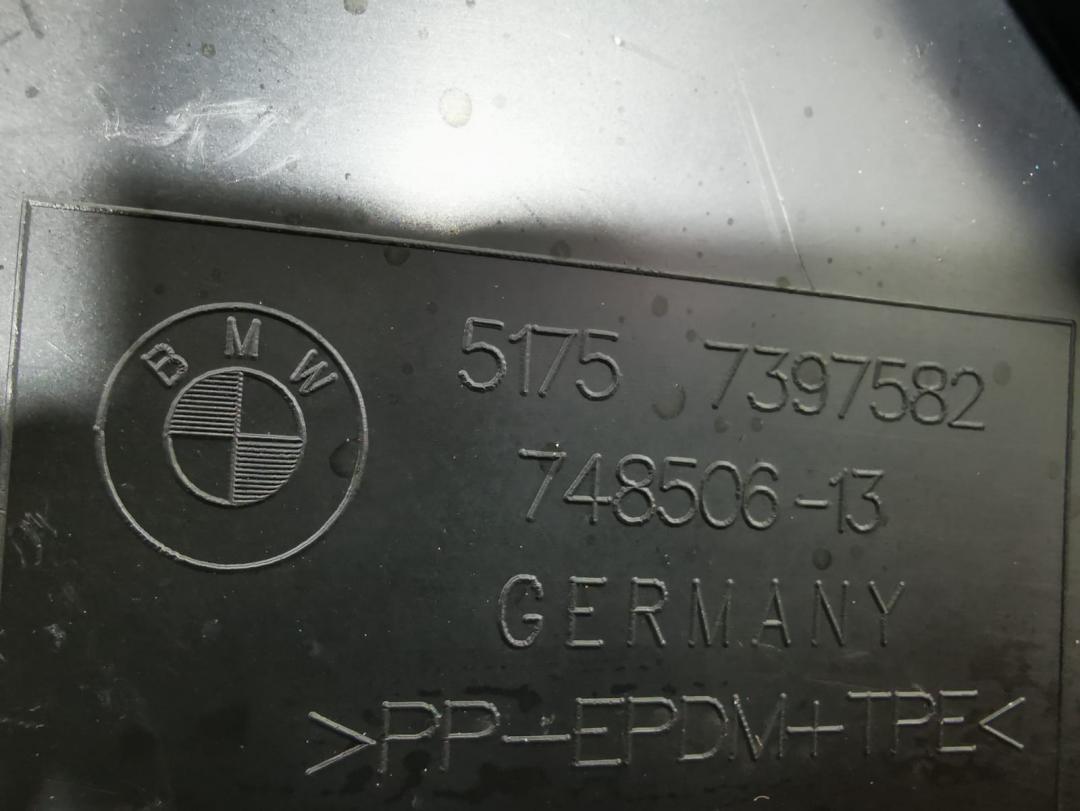 BMW
5175 7397582
748506-13
GERMANY
>PP-EPDM+TPE<